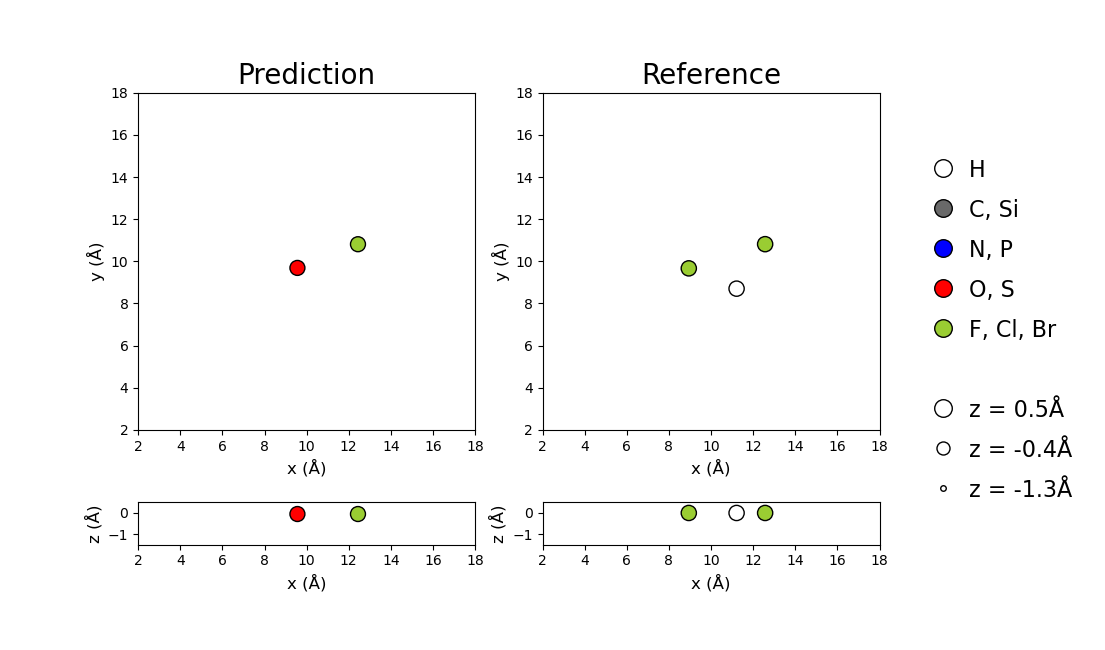 Prediction
Reference
18
16
14
12
10
8
6
4
2
y (Å)
2 4 6 8 10 12 14 16 18
x (Å)
18
16
14
12
10
8
6
4
2
y (Å)
2 4 6 8 10 12 14 16 18
x (Å)
0
−1
z (Å)
2 4 6 8 10 12 14 16 18
x (Å)
0
−1
z (Å)
2 4 6 8 10 12 14 16 18
x (Å)
H
C, Si
N, P
O, S
F, Cl, Br
z = 0.5Å
z = -0.4Å
z = -1.3Å